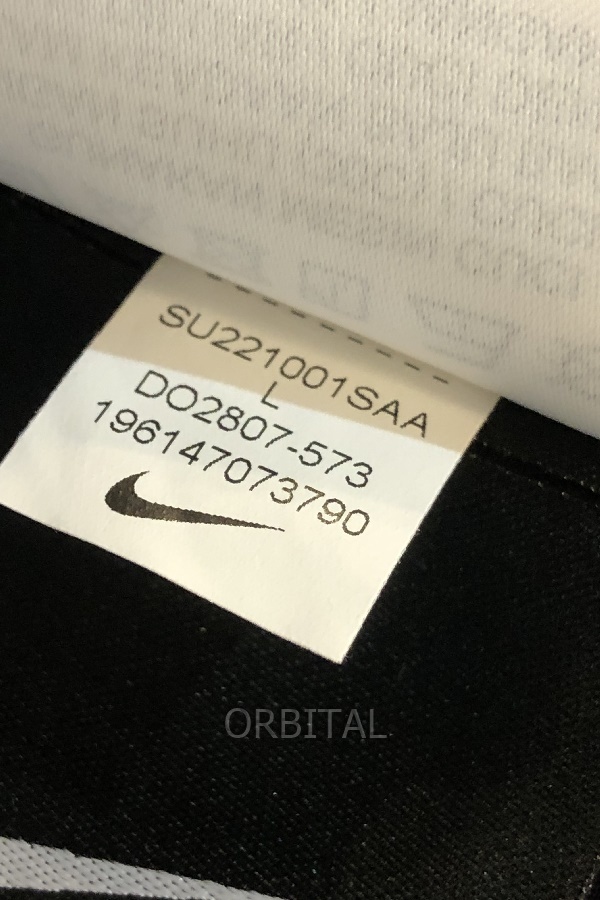 SU221001SAA
L
DO2807-573
196147073790
ORBITAL